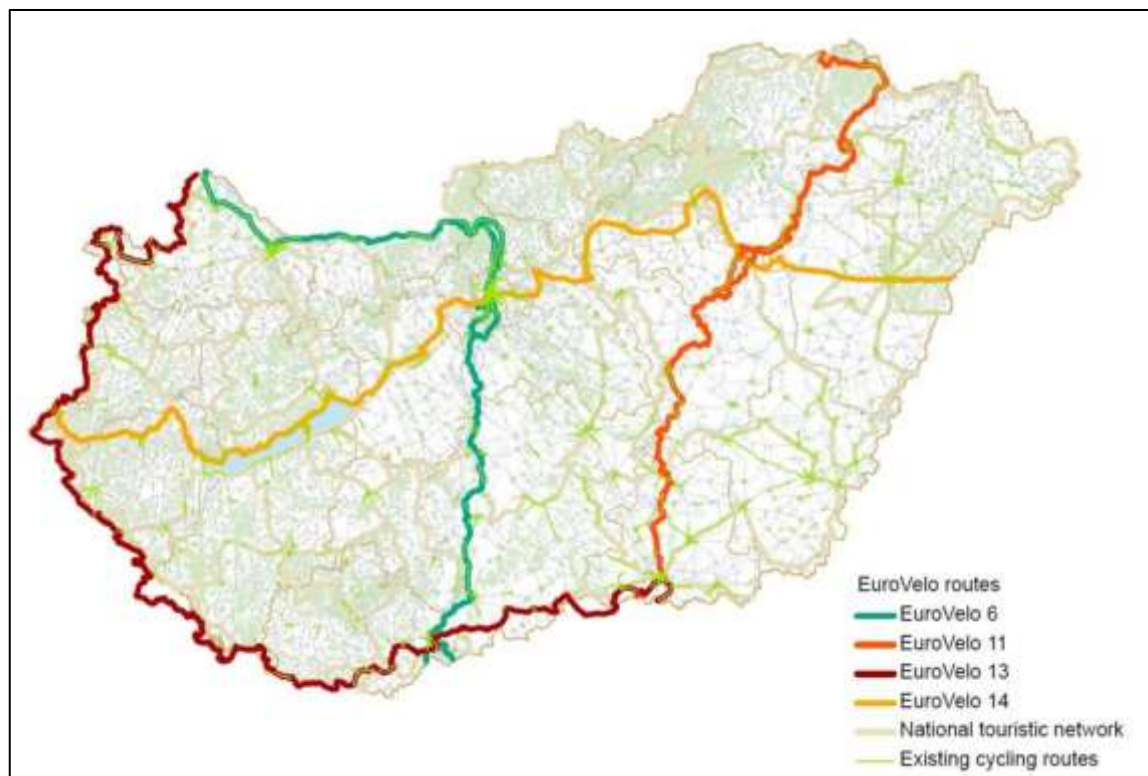 EuroVelo routes
EuroVelo 6
EuroVelo 11
EuroVelo 13
EuroVelo 14
National touristic network
Existing cycling routes